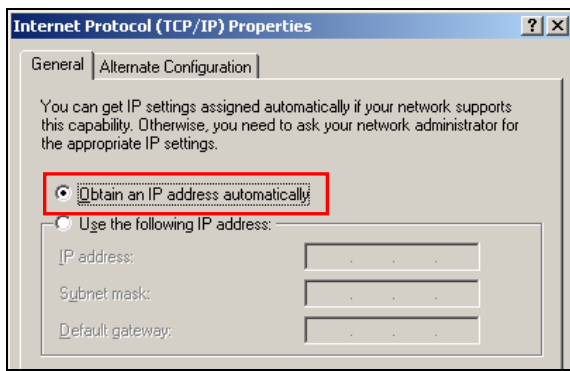 Internet Protocol (TCP/IP) Properties
General
Alternate Configuration
You can get IP settings assigned automatically if your network supports
this capability. Otherwise, you need to ask your network administrator for
the appropriate IP settings.
Obtain an IP address automatically
Use the following IP address:
IP address:
Subnet mask:
Default gateway: